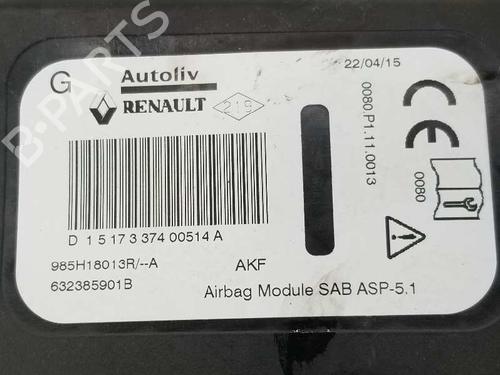 G
Autoliv
22/04/15
RENAULT
219
0080.P1.11.0013
CE
0080
D 1 5 17 3 374 00514 A
985H18013R/--A
AKF
632385901B
Airbag Module SAB ASP-5.1
B-PARTS